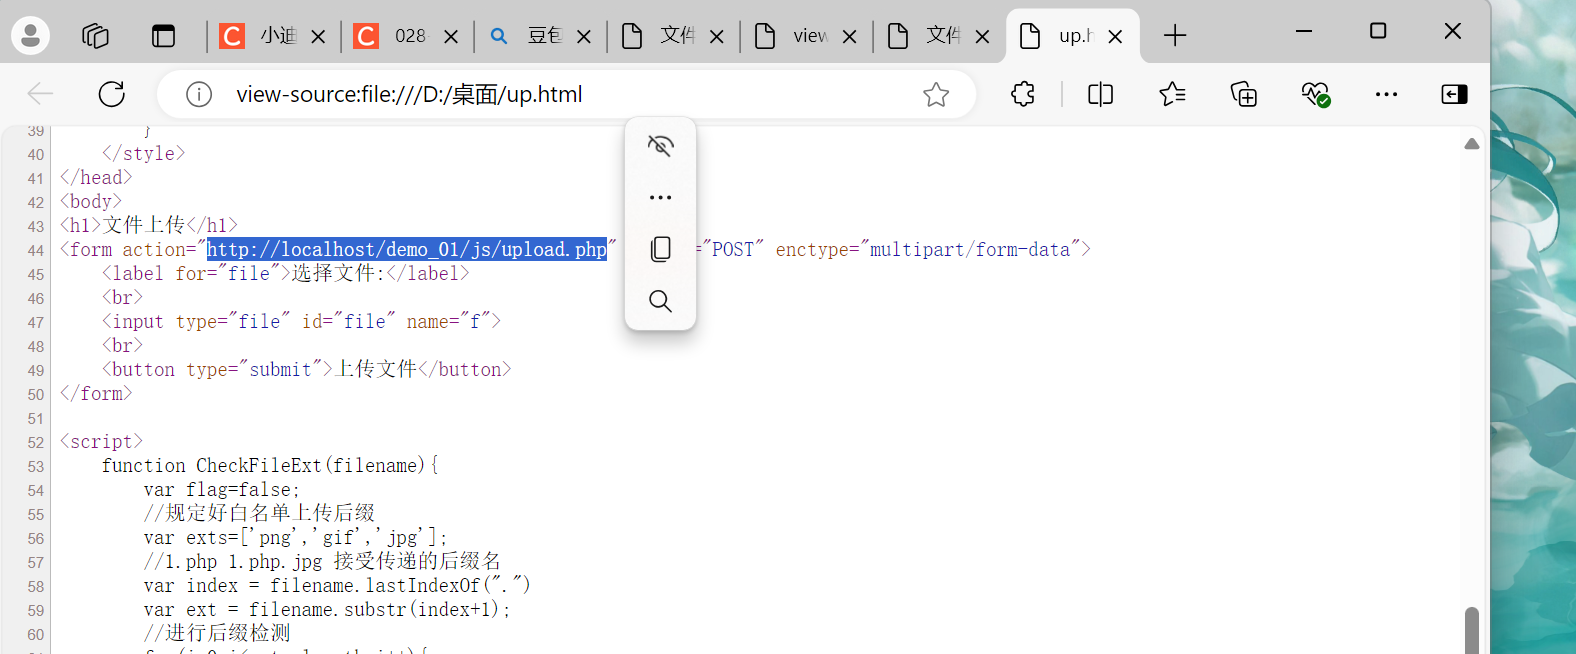 小迪
028
豆包
文件
view
文件
up.h
view-source:file:///D:/桌面/up.html
39 }
40 </style>
41 </head>
42 <body>
43 <h1>文件上传</h1>
44 <form action="http://localhost/demo_01/js/upload.php" ="POST" enctype="multipart/form-data">
45 <label for="file">选择文件:</label>
46 <br>
47 <input type="file" id="file" name="f">
48 <br>
49 <button type="submit">上传文件</button>
50 </form>
51
52 <script>
53 function CheckFileExt(filename){
54 var flag=false;
55 //规定好白名单上传后缀
56 var exts=['png','gif','jpg'];
57 //1.php 1.php.jpg 接受传递的后缀名
58 var index = filename.lastIndexOf(".")
59 var ext = filename.substr(index+1);
60 //进行后缀检测